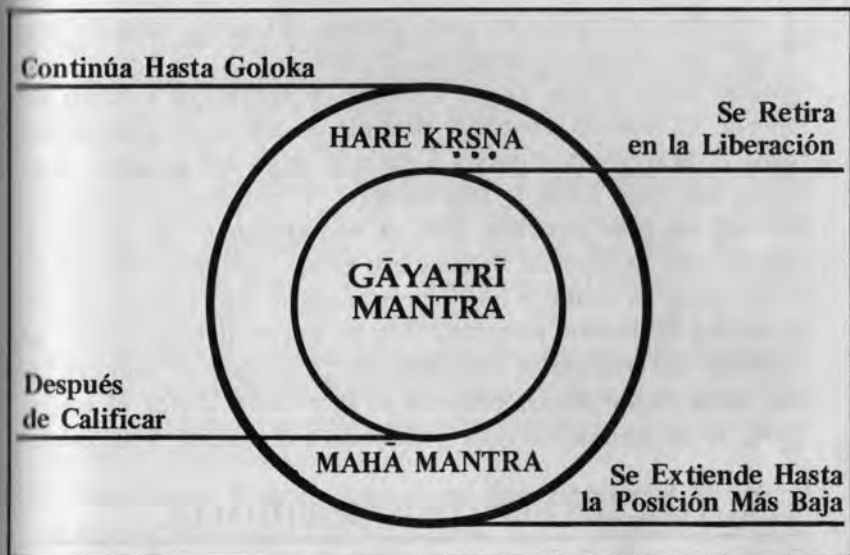 Continúa Hasta Goloka
HARE KṚṢṆA
Se Retira
en la Liberación
GĀYATRĪ
MANTRA
Después
de Calificar
MAHĀ MANTRA
Se Extiende Hasta
la Posición Más Baja